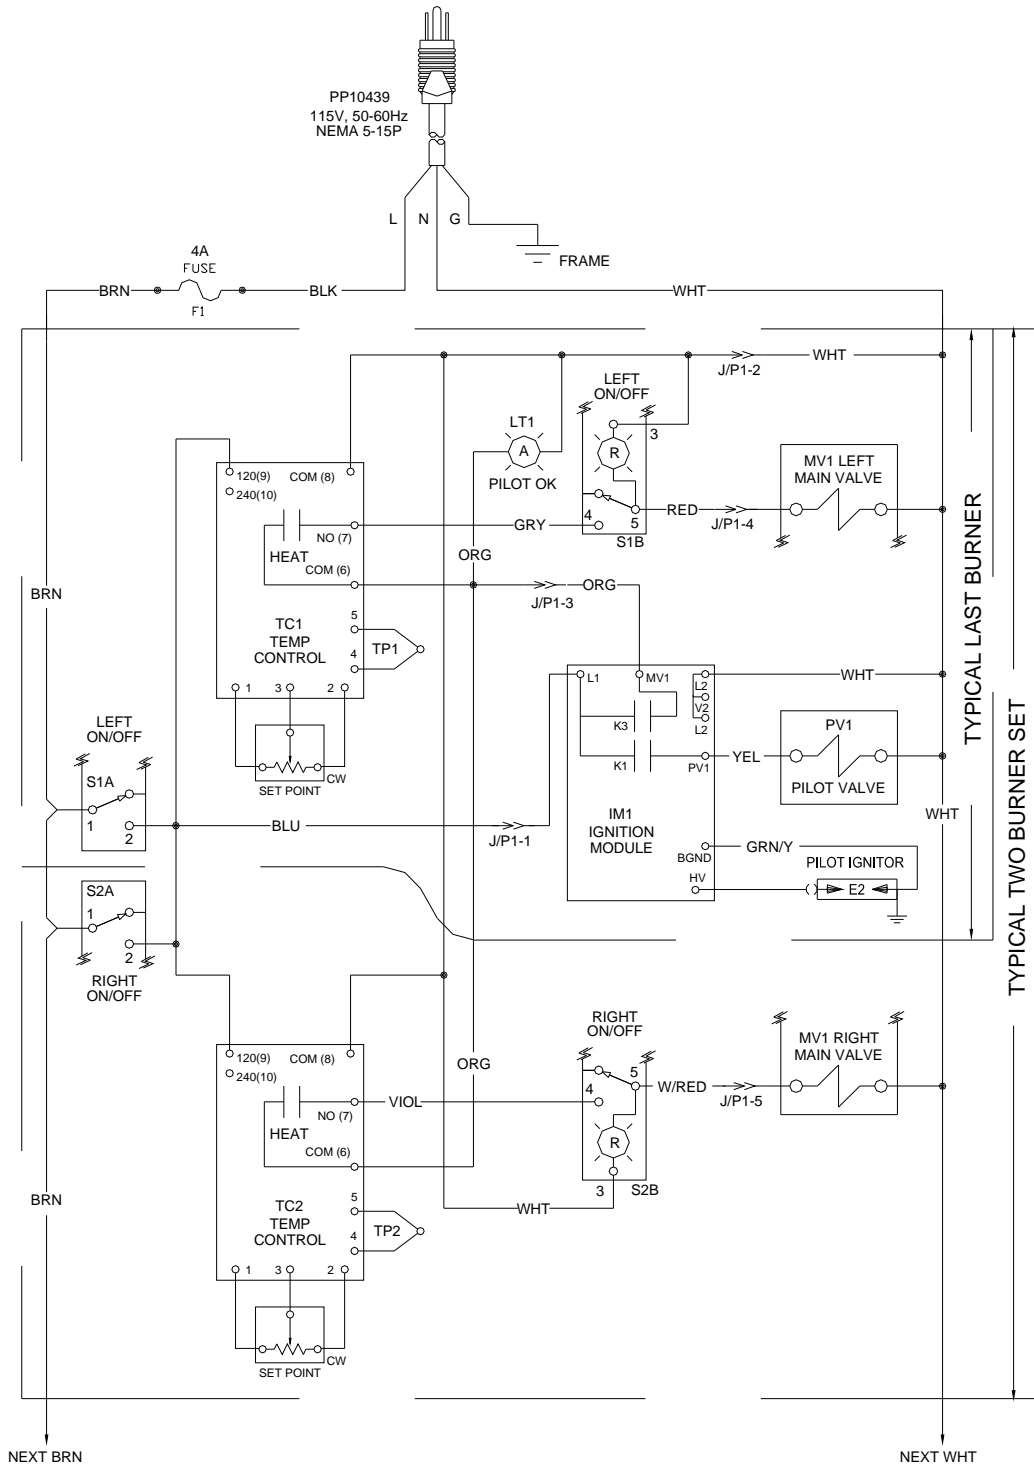 PP10439
115V, 50-60Hz
NEMA 5-15P
L
N
G
FRAME
4A
FUSE
F1
BRN
BLK
WHT
J/P1-2
WHT
LEFT
ON/OFF
3
LT1
A
PILOT OK
R
4
5
S1B
RED
J/P1-4
MV1 LEFT
MAIN VALVE
120(9)
COM (8)
240(10)
HEAT
NO (7)
GRY
COM (6)
ORG
J/P1-3
ORG
BRN
TC1
TEMP
CONTROL
5
4
TP1
1
3
2
CW
SET POINT
L1
MV1
L2
V2
L2
WHT
K3
K1
PV1
YEL
PV1
PILOT VALVE
IM1
IGNITION
MODULE
BGND
GRN/Y
HV
PILOT IGNITOR
E2
WHT
LEFT
ON/OFF
S1A
1
2
BLU
J/P1-1
S2A
1
2
RIGHT
ON/OFF
TYPICAL LAST BURNER
TYPICAL TWO BURNER SET
RIGHT
ON/OFF
5
4
R
3
S2B
W/RED
J/P1-5
MV1 RIGHT
MAIN VALVE
120(9)
COM (8)
240(10)
HEAT
NO (7)
VIOL
COM (6)
ORG
WHT
BRN
TC2
TEMP
CONTROL
5
4
TP2
1
3
2
CW
SET POINT
NEXT BRN
NEXT WHT